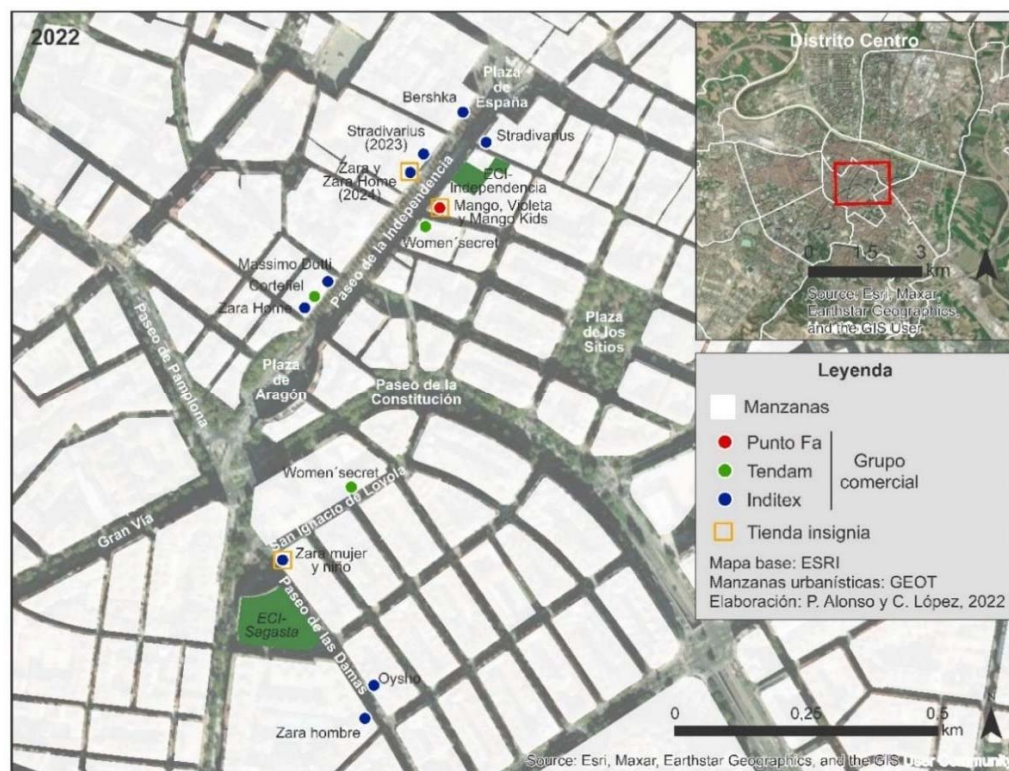 2022
Plaza
de
España
Bershka
Stradivarius
(2023)
Stradivarius
Zara y
Zara Home
(2024)
ECI-
Independencia
Mango, Violeta
y Mango Kids
Women´secret
Paseo de la Independencia
Massimo Dutti
Cortefiel
Zara Home
Paseo de Pamplona
Plaza
de
Aragón
Plaza
de los
Sitios
Paseo de la
Constitución
Women´secret
San Ignacio de Loyola
Gran Vía
Zara mujer
y niño
ECI-
Sagasta
Paseo de las Damas
Oysho
Zara hombre
Distrito Centro
0 1,5 3
km
Source: Esri, Maxar,
Earthstar Geographics,
and the GIS User
Leyenda
Manzanas
Punto Fa
Tendam
Inditex
Grupo
comercial
Tienda insignia
Mapa base: ESRI
Manzanas urbanísticas: GEOT
Elaboración: P. Alonso y C. López, 2022
0 0,25 0,5
km
Source: Esri, Maxar, Earthstar Geographics, and the GIS User Community